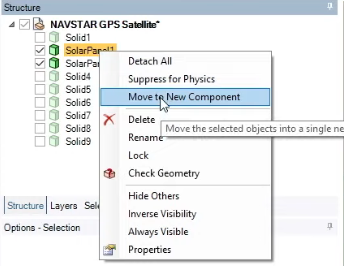 Structure
NAVSTAR GPS Satellite*
Solid1
SolarPanel1
SolarPar
Solid4
Solid5
Solid6
Solid7
Solid8
Solid9
Detach All
Suppress for Physics
Move to New Component
Delete
Move the selected objects into a single ne
Rename
Lock
Check Geometry
Hide Others
Inverse Visibility
Always Visible
Properties
Structure Layers Sele
Options - Selection